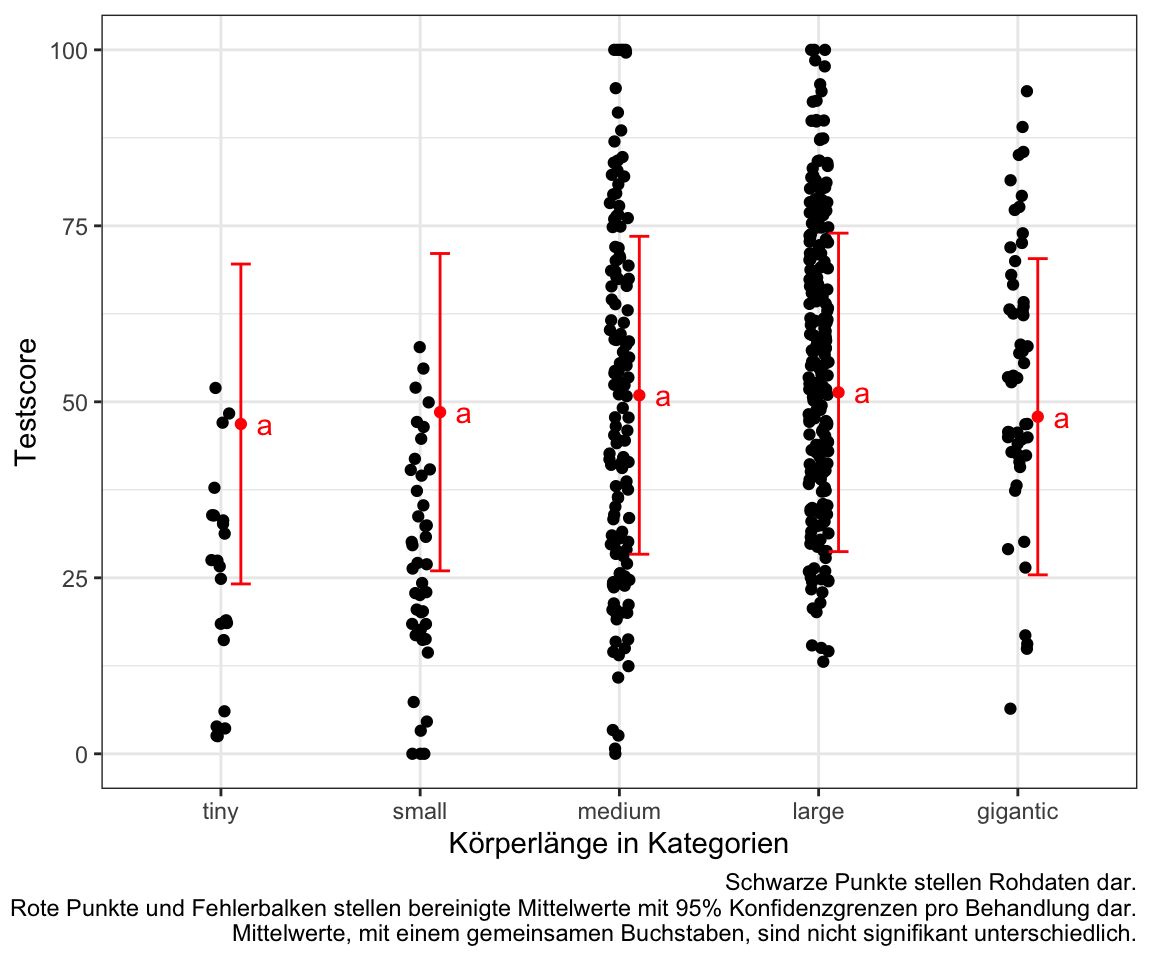 100
75
50
25
0
Testscore
a
a
a
a
a
tiny small medium large gigantic
Körperlänge in Kategorien
Schwarze Punkte stellen Rohdaten dar.
Rote Punkte und Fehlerbalken stellen bereinigte Mittelwerte mit 95% Konfidenzgrenzen pro Behandlung dar.
Mittelwerte, mit einem gemeinsamen Buchstaben, sind nicht signifikant unterschiedlich.